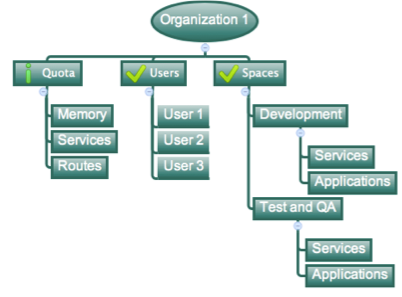 Organization 1
Quota
Users
Spaces
Memory
Services
Routes
User 1
User 2
User 3
Development
Services
Applications
Test and QA
Services
Applications